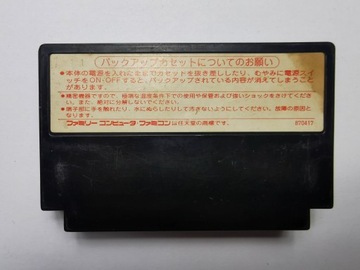 バックアップカセットについてのお願い
●本体の電源を入れたままカセットを抜き差ししたり、むやみに電源スイ
ッチをON・OFFすると、バックアップされている内容が消えてしまうこと
があります。
●精密機器ですので、極端な温度条件下での使用や保管および強いショックをさけてくださ
い。また、絶対に分解しないでください。
●端子部に手を触れたり、水にぬらしたりして汚さないようにしてください。故障の原因と
なります。
ファミリーコンピュータ・ファミコンは任天堂の商標です。
870417